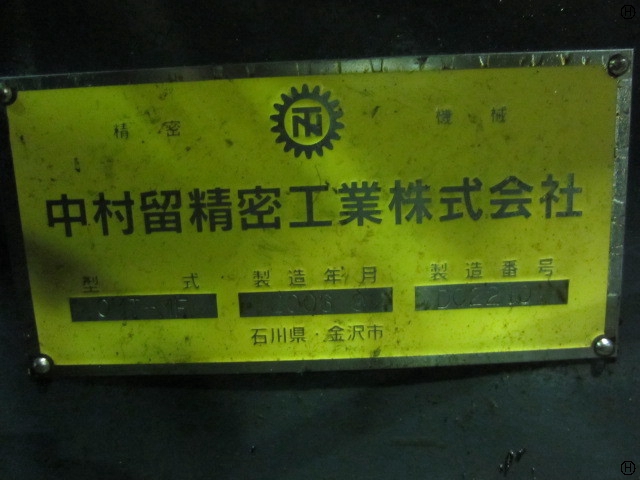 精密 機械
中村留精密工業株式会社
型式 製造年月 製造番号
石川県・金沢市